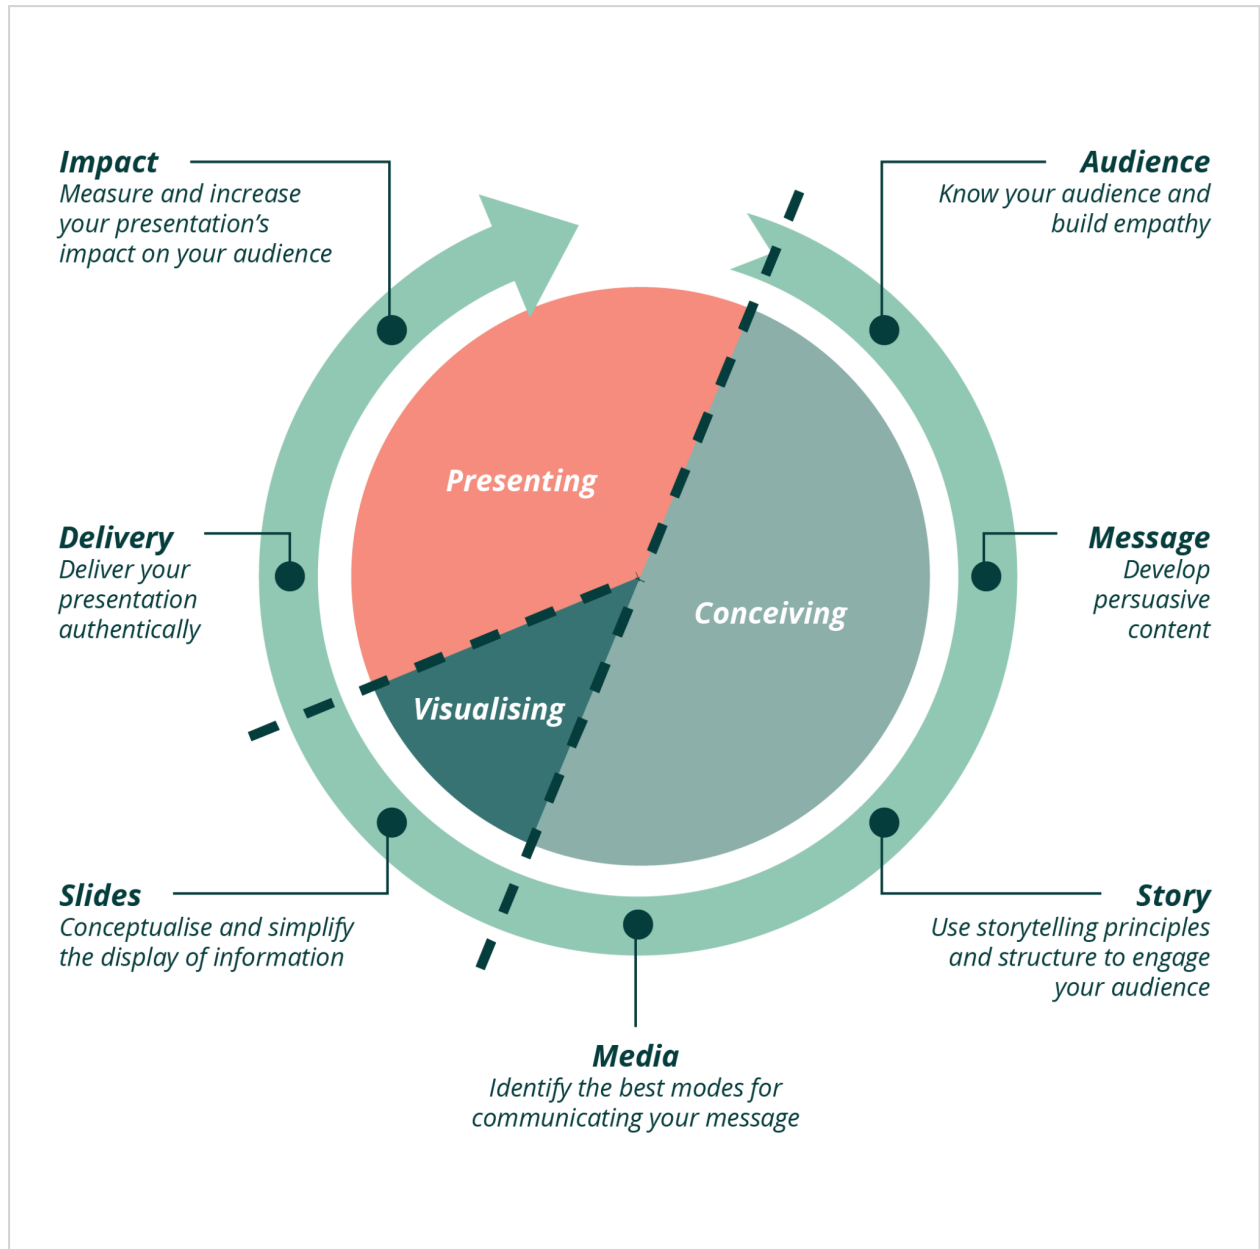 Impact
Measure and increase
your presentation’s
impact on your audience
Audience
Know your audience and
build empathy
Presenting
Delivery
Deliver your
presentation
authentically
Message
Develop
persuasive
content
Conceiving
Visualising
Slides
Conceptualise and simplify
the display of information
Story
Use storytelling principles
and structure to engage
your audience
Media
Identify the best modes for
communicating your message